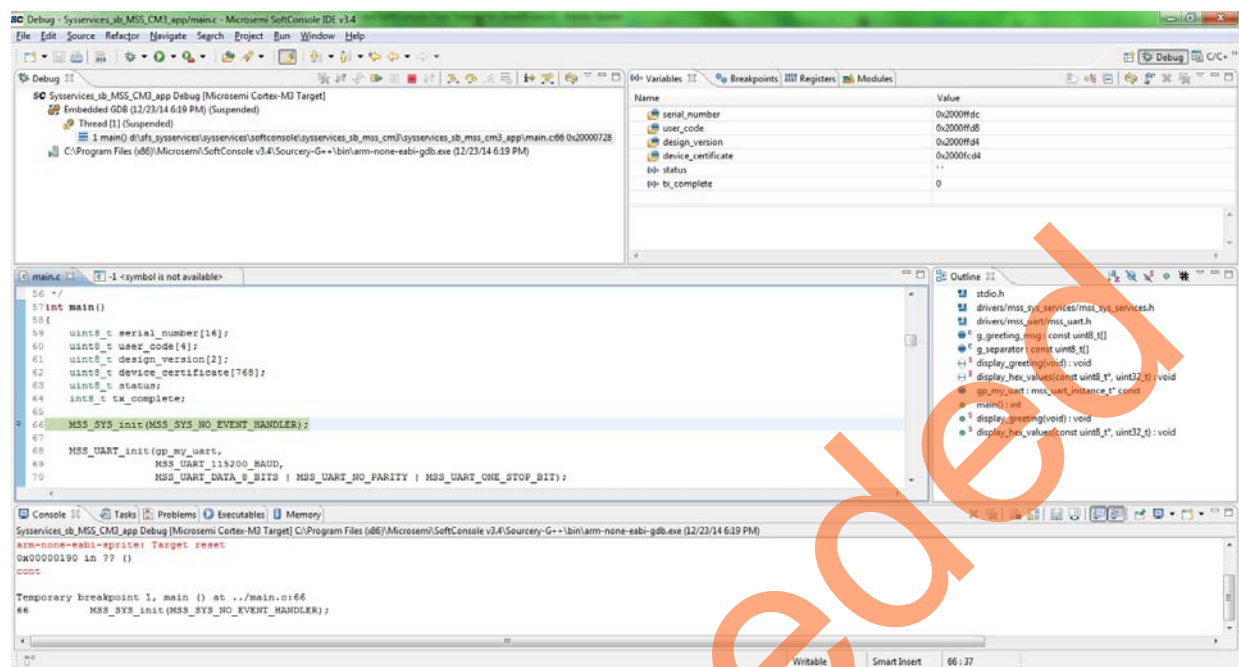 SC Debug - Sysservices_sb_MSS_CM3_app/main.c - Microsemi SoftConsole IDE v3.4
File Edit Source Refactor Navigate Search Project Run Window Help
Debug C/C+ "
Debug
Sysservices_sb_MSS_CM3_app Debug [Microsemi Cortex-M3 Target]
Embedded GDB (12/23/14 6:19 PM) (Suspended)
Thread [1] (Suspended)
1 main() d:\sfs_sysservices\sysservices\softconsole\sysservices_sb_mss_cm3\sysservices_sb_mss_cm3_app\main.c:66 0x20000728
C:\Program Files (x86)\Microsemi\SoftConsole v3.4\Sourcery-G++\bin\arm-none-eabi-gdb.exe (12/23/14 6:19 PM)
(x)= Variables Breakpoints Registers Modules
Name Value
serial_number 0x2000ffdc
user_code 0x2000ffd8
design_version 0x2000ffd4
device_certificate 0x2000fcd4
(x)= status ' '
(x)= tx_complete 0
main.c -1 <symbol is not available>
56 */
57 int main()
58 {
59 uint8_t serial_number[16];
60 uint8_t user_code[4];
61 uint8_t design_version[2];
62 uint8_t device_certificate[768];
63 uint8_t status;
64 int8_t tx_complete;
65
66 MSS_SYS_init(MSS_SYS_NO_EVENT_HANDLER);
67
68 MSS_UART_init(gp_my_uart,
69 MSS_UART_115200_BAUD,
70 MSS_UART_DATA_8_BITS | MSS_UART_NO_PARITY | MSS_UART_ONE_STOP_BIT);
Outline
stdio.h
drivers/mss_sys_services/mss_sys_services.h
drivers/mss_uart/mss_uart.h
g_greeting_msg : const uint8_t[]
g_separator : const uint8_t[]
display_greeting(void) : void
display_hex_values(const uint8_t*, uint32_t) : void
gp_my_uart : mss_uart_instance_t* const
main() : int
display_greeting(void) : void
display_hex_values(const uint8_t*, uint32_t) : void
Console Tasks Problems Executables Memory
Sysservices_sb_MSS_CM3_app Debug [Microsemi Cortex-M3 Target] C:\Program Files (x86)\Microsemi\SoftConsole v3.4\Sourcery-G++\bin\arm-none-eabi-gdb.exe (12/23/14 6:19 PM)
arm-none-eabi-sprite: Target reset
0x00000190 in ?? ()
cont
Temporary breakpoint 1, main () at ../main.c:66
66 MSS_SYS_init(MSS_SYS_NO_EVENT_HANDLER);
Writable Smart Insert 66 : 37
ded